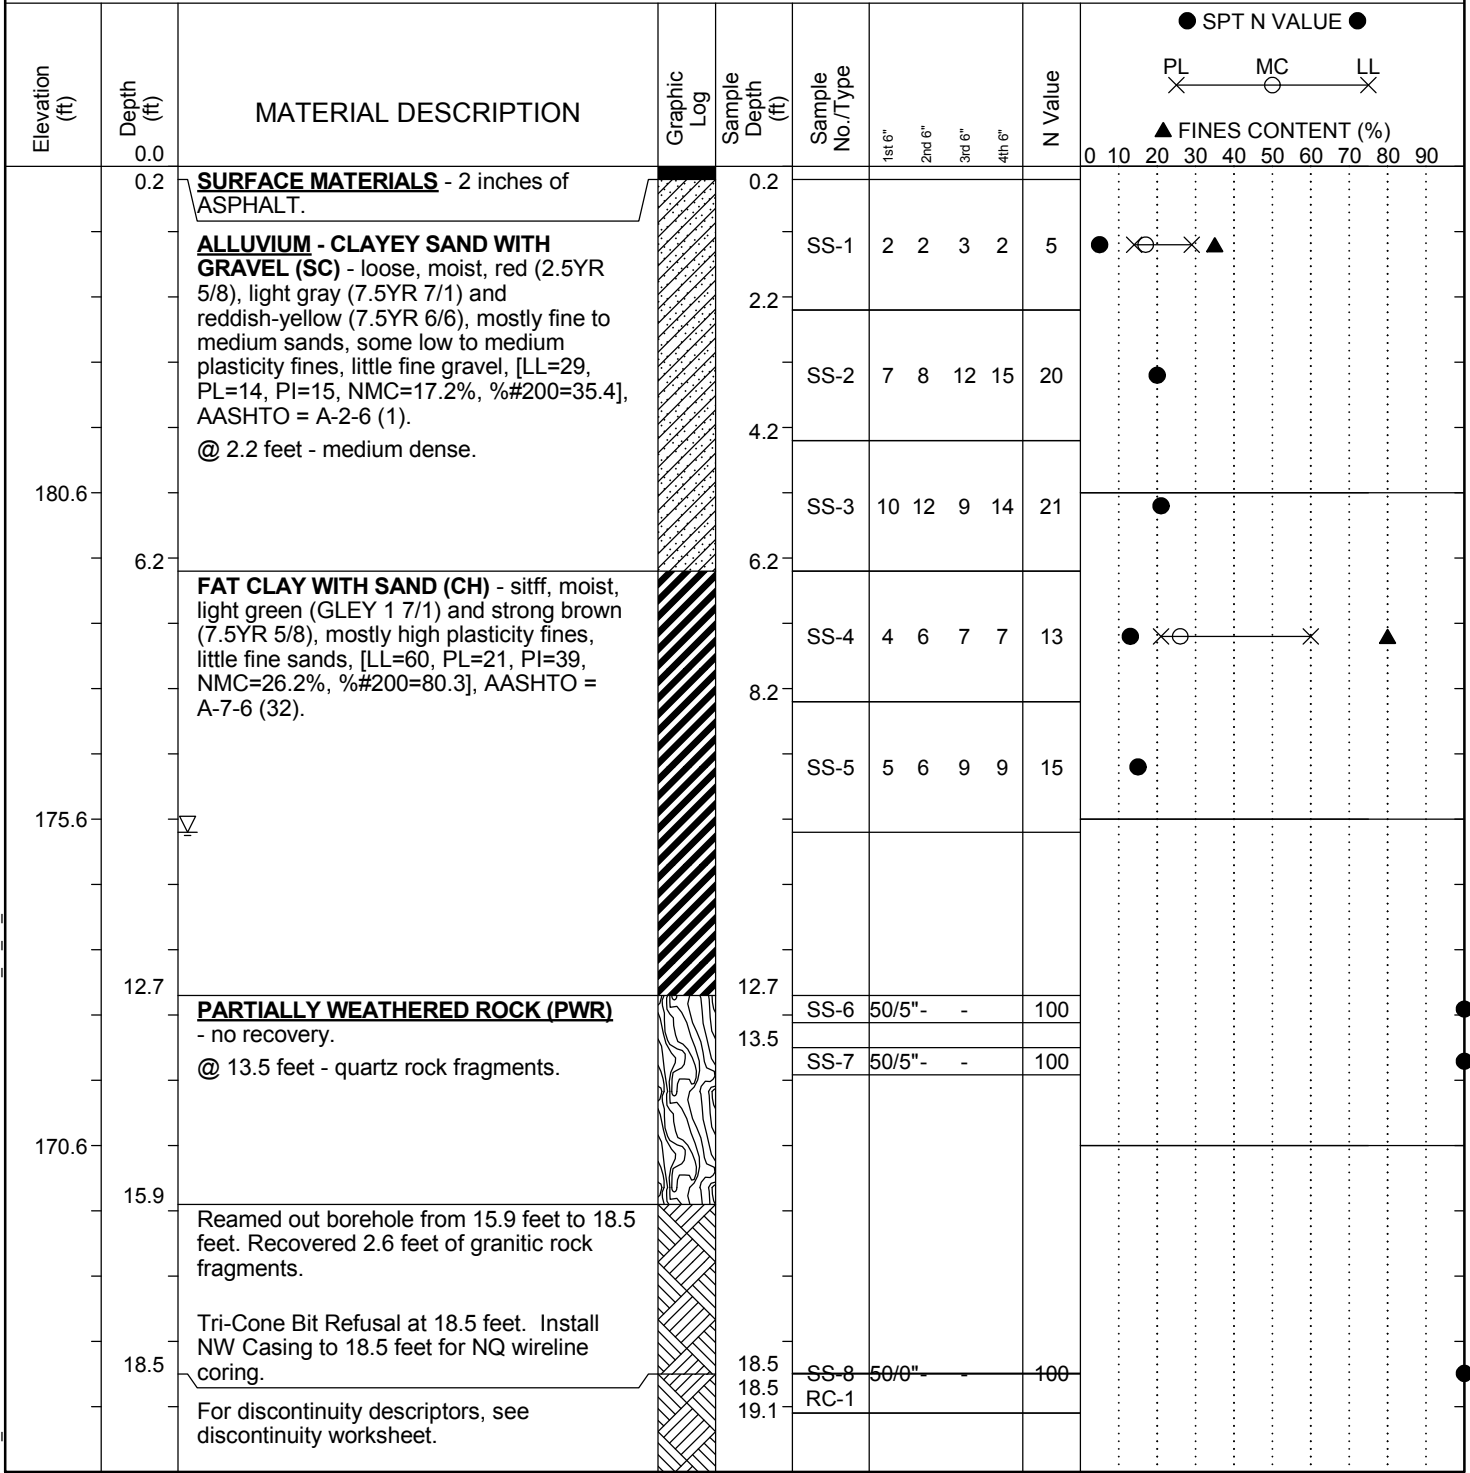 Elevation (ft)
Depth (ft)
0.0
MATERIAL DESCRIPTION
Graphic Log
Sample Depth (ft)
Sample No./Type
1st 6"
2nd 6"
3rd 6"
4th 6"
N Value
● SPT N VALUE ●
PL MC LL
▲ FINES CONTENT (%)
0 10 20 30 40 50 60 70 80 90
0.2
SURFACE MATERIALS - 2 inches of
ASPHALT.
0.2
ALLUVIUM - CLAYEY SAND WITH
GRAVEL (SC) - loose, moist, red (2.5YR
5/8), light gray (7.5YR 7/1) and
reddish-yellow (7.5YR 6/6), mostly fine to
medium sands, some low to medium
plasticity fines, little fine gravel, [LL=29,
PL=14, PI=15, NMC=17.2%, %#200=35.4],
AASHTO = A-2-6 (1).
@ 2.2 feet - medium dense.
SS-1 2 2 3 2 5
2.2
SS-2 7 8 12 15 20
4.2
180.6
SS-3 10 12 9 14 21
6.2
6.2
FAT CLAY WITH SAND (CH) - sitff, moist,
light green (GLEY 1 7/1) and strong brown
(7.5YR 5/8), mostly high plasticity fines,
little fine sands, [LL=60, PL=21, PI=39,
NMC=26.2%, %#200=80.3], AASHTO =
A-7-6 (32).
SS-4 4 6 7 7 13
8.2
SS-5 5 6 9 9 15
175.6
12.7
12.7
PARTIALLY WEATHERED ROCK (PWR)
- no recovery.
@ 13.5 feet - quartz rock fragments.
SS-6 50/5" - - 100
13.5
SS-7 50/5" - - 100
170.6
15.9
Reamed out borehole from 15.9 feet to 18.5
feet. Recovered 2.6 feet of granitic rock
fragments.
Tri-Cone Bit Refusal at 18.5 feet. Install
NW Casing to 18.5 feet for NQ wireline
coring.
18.5
18.5
SS-8 50/0" - - 100
18.5
RC-1
19.1
For discontinuity descriptors, see
discontinuity worksheet.